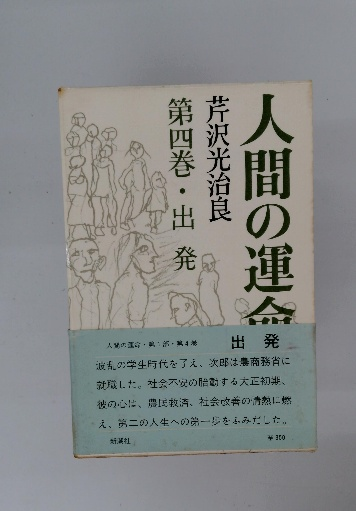 人間の運命
芹沢光治良
第四巻・出発
人間の運命・第1部・第4巻
出発
波乱の学生時代を了え、次郎は農商務省に
就職した。社会不安の胎動する大正初期、
彼の心は、農民救済、社会改善の情熱に燃
え、第二の人生への第一歩をふみだした。
新潮社